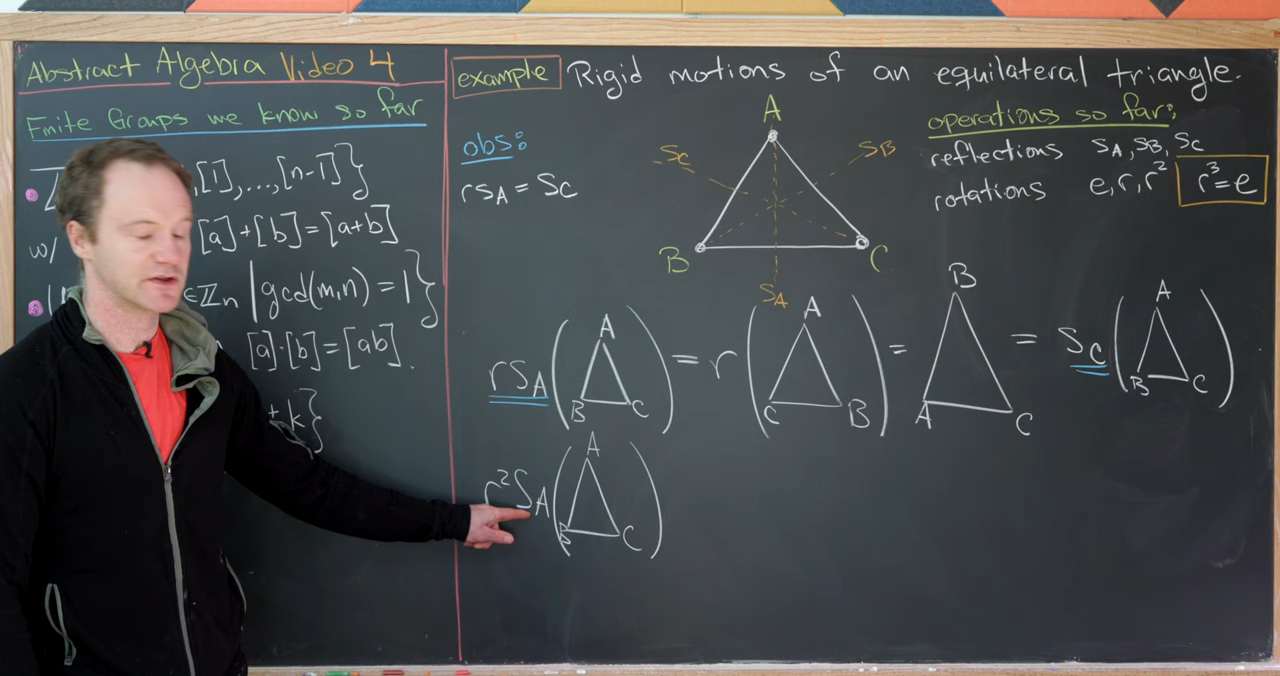 Abstract Algebra Video 4
Finite Groups we know so far
[1],...,[n-1]}
w/ [a]+[b]=[a+b]
∈ℤₙ | gcd(m,n)=1}
[a]·[b]=[ab].
k}
example Rigid motions of an equilateral triangle.
obs:
rs_A = s_C
A
s_C s_B
B C
s_A
operations so far:
reflections s_A, s_B, s_C
rotations e, r, r² r³=e
rs_A(A B C) = r(A C B) = B A C = s_C(A B C)
r²s_A(A B C)